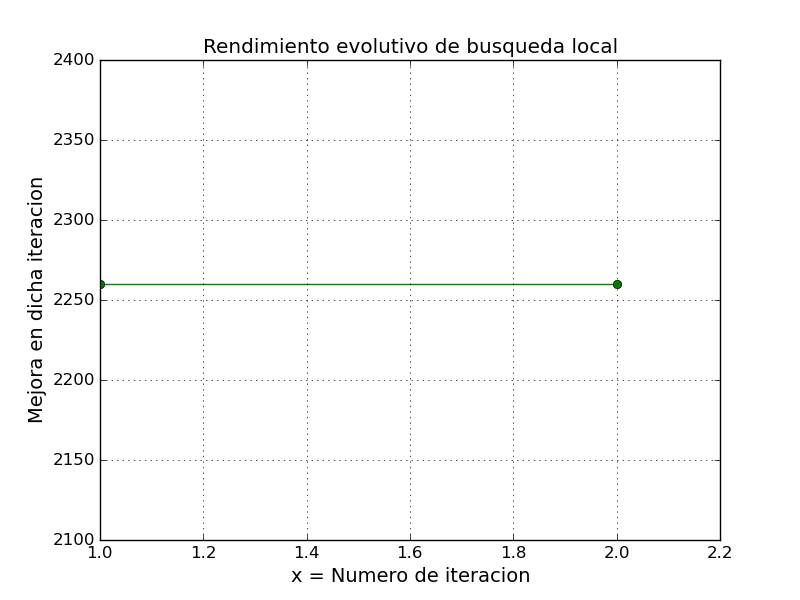 Rendimiento evolutivo de busqueda local
2400
2350
2300
2250
2200
2150
2100
Mejora en dicha iteracion
1.0 1.2 1.4 1.6 1.8 2.0 2.2
x = Numero de iteracion